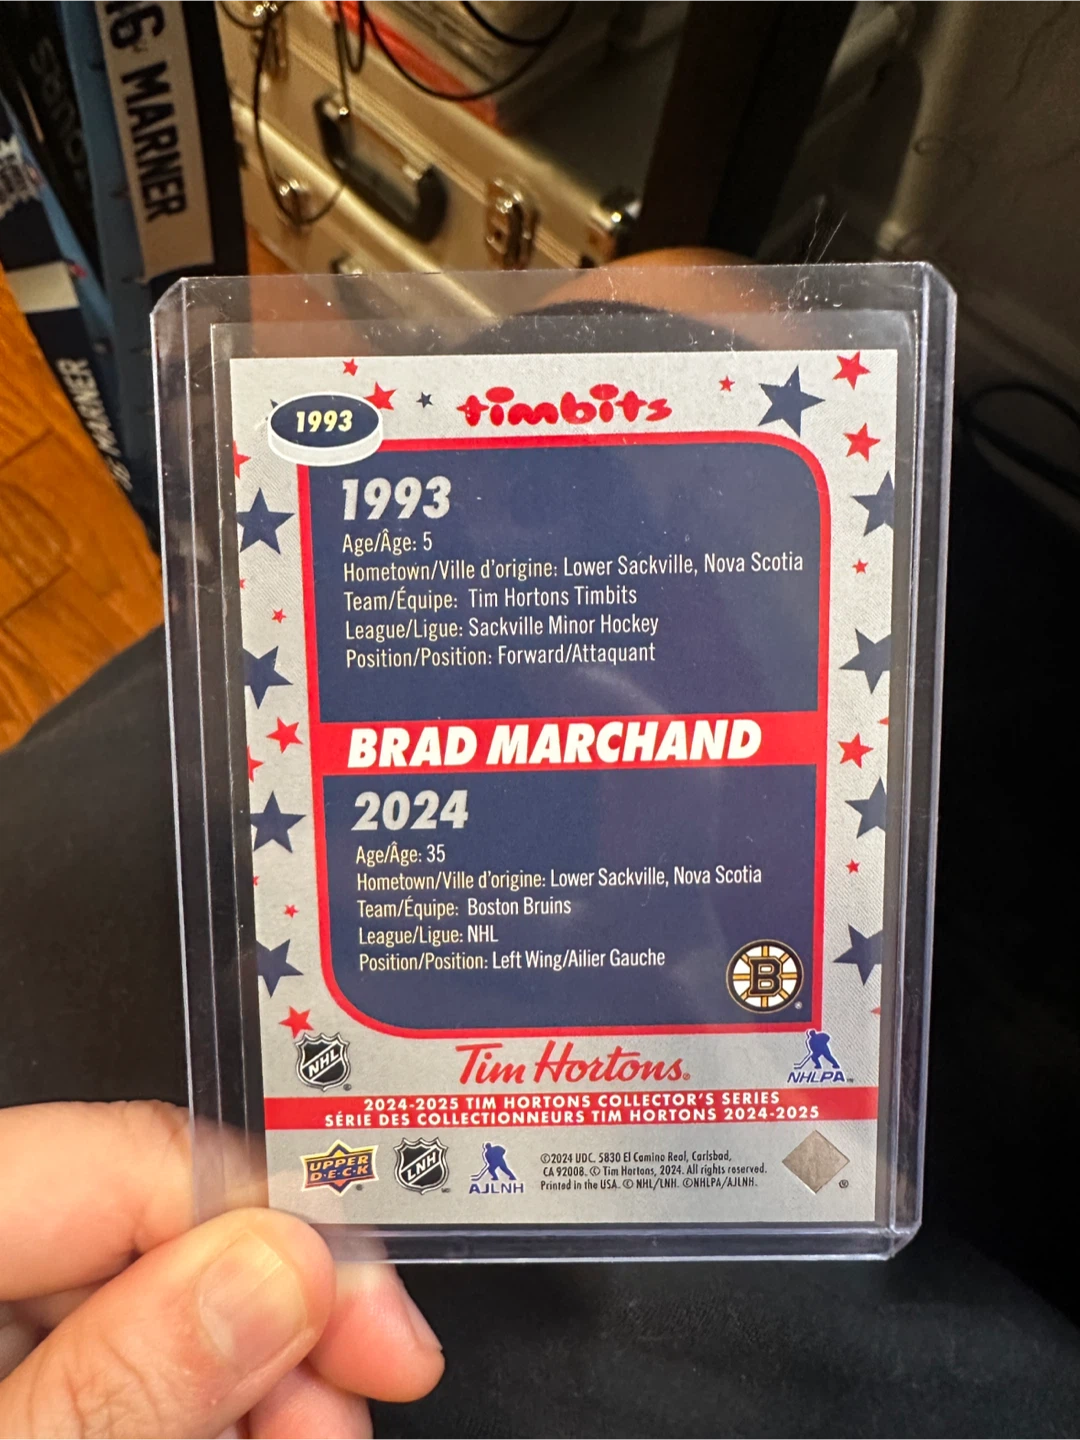 16 MARNER
MARNER
1993
timbits
1993
Age/Âge: 5
Hometown/Ville d'origine: Lower Sackville, Nova Scotia
Team/Équipe: Tim Hortons Timbits
League/Ligue: Sackville Minor Hockey
Position/Position: Forward/Attaquant
BRAD MARCHAND
2024
Age/Âge: 35
Hometown/Ville d'origine: Lower Sackville, Nova Scotia
Team/Équipe: Boston Bruins
League/Ligue: NHL
Position/Position: Left Wing/Ailier Gauche
B
NHL
Tim Hortons®
NHLPA™
2024-2025 TIM HORTONS COLLECTOR'S SERIES
SÉRIE DES COLLECTIONNEURS TIM HORTONS 2024-2025
UPPER
D·E·C·K
LNH
AJLNH
©2024 UDC. 5830 El Camino Real, Carlsbad,
CA 92008. © Tim Hortons, 2024. All rights reserved.
Printed in the USA. © NHL/LNH. ©NHLPA/AJLNH.